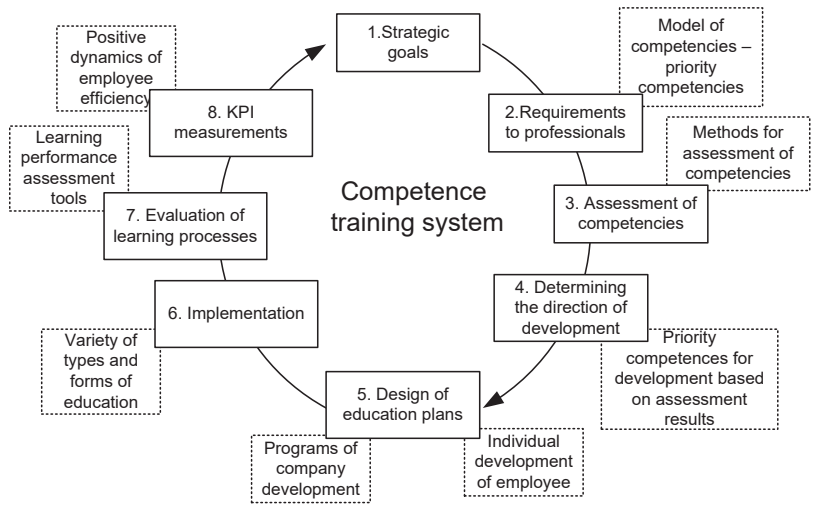 1.Strategic
goals
Model of
competencies –
priority
competencies
2.Requirements
to professionals
Methods for
assessment of
competencies
3. Assessment of
competencies
4. Determining
the direction of
development
Priority
competences for
development based
on assessment
results
5. Design of
education plans
Individual
development
of employee
Programs of
company
development
6. Implementation
Variety of
types and
forms of
education
7. Evaluation of
learning processes
Learning
performance
assessment
tools
8. KPI
measurements
Positive
dynamics of
employee
efficiency
Competence
training system